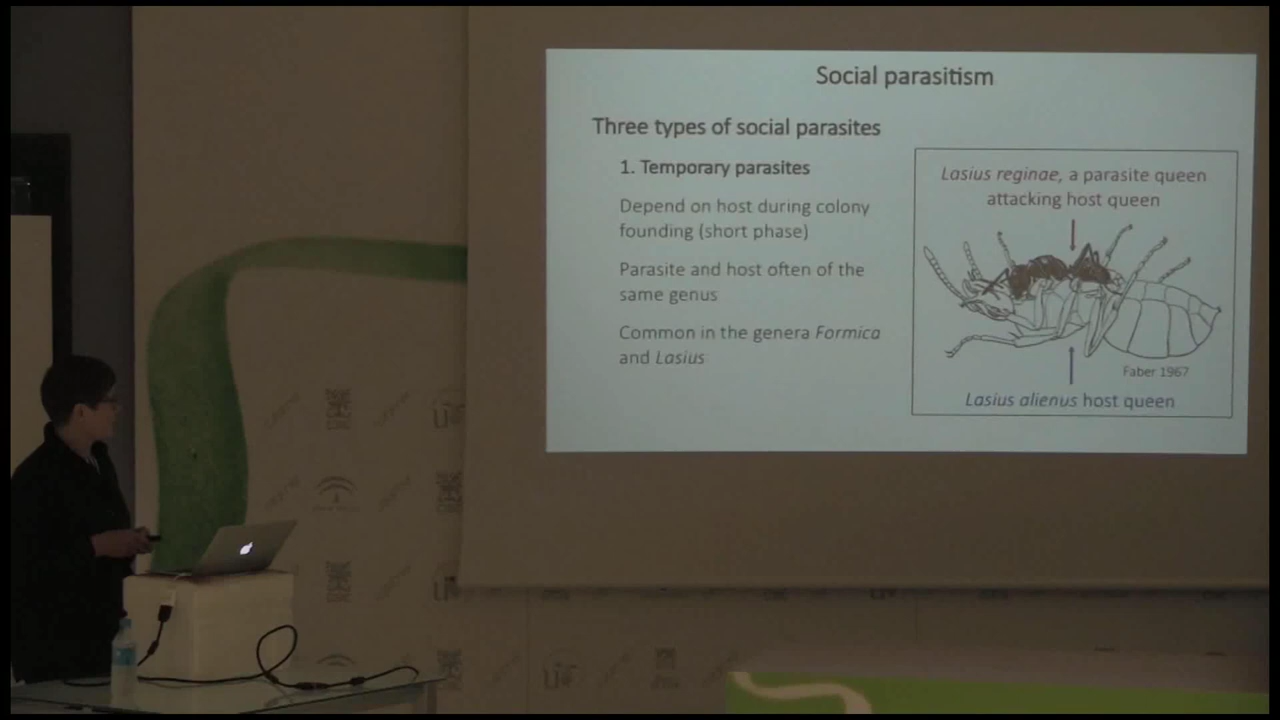 Social parasitism
Three types of social parasites
1. Temporary parasites
Depend on host during colony
founding (short phase)
Parasite and host often of the
same genus
Common in the genera Formica
and Lasius
Lasius reginae, a parasite queen
attacking host queen
Faber 1967
Lasius alienus host queen